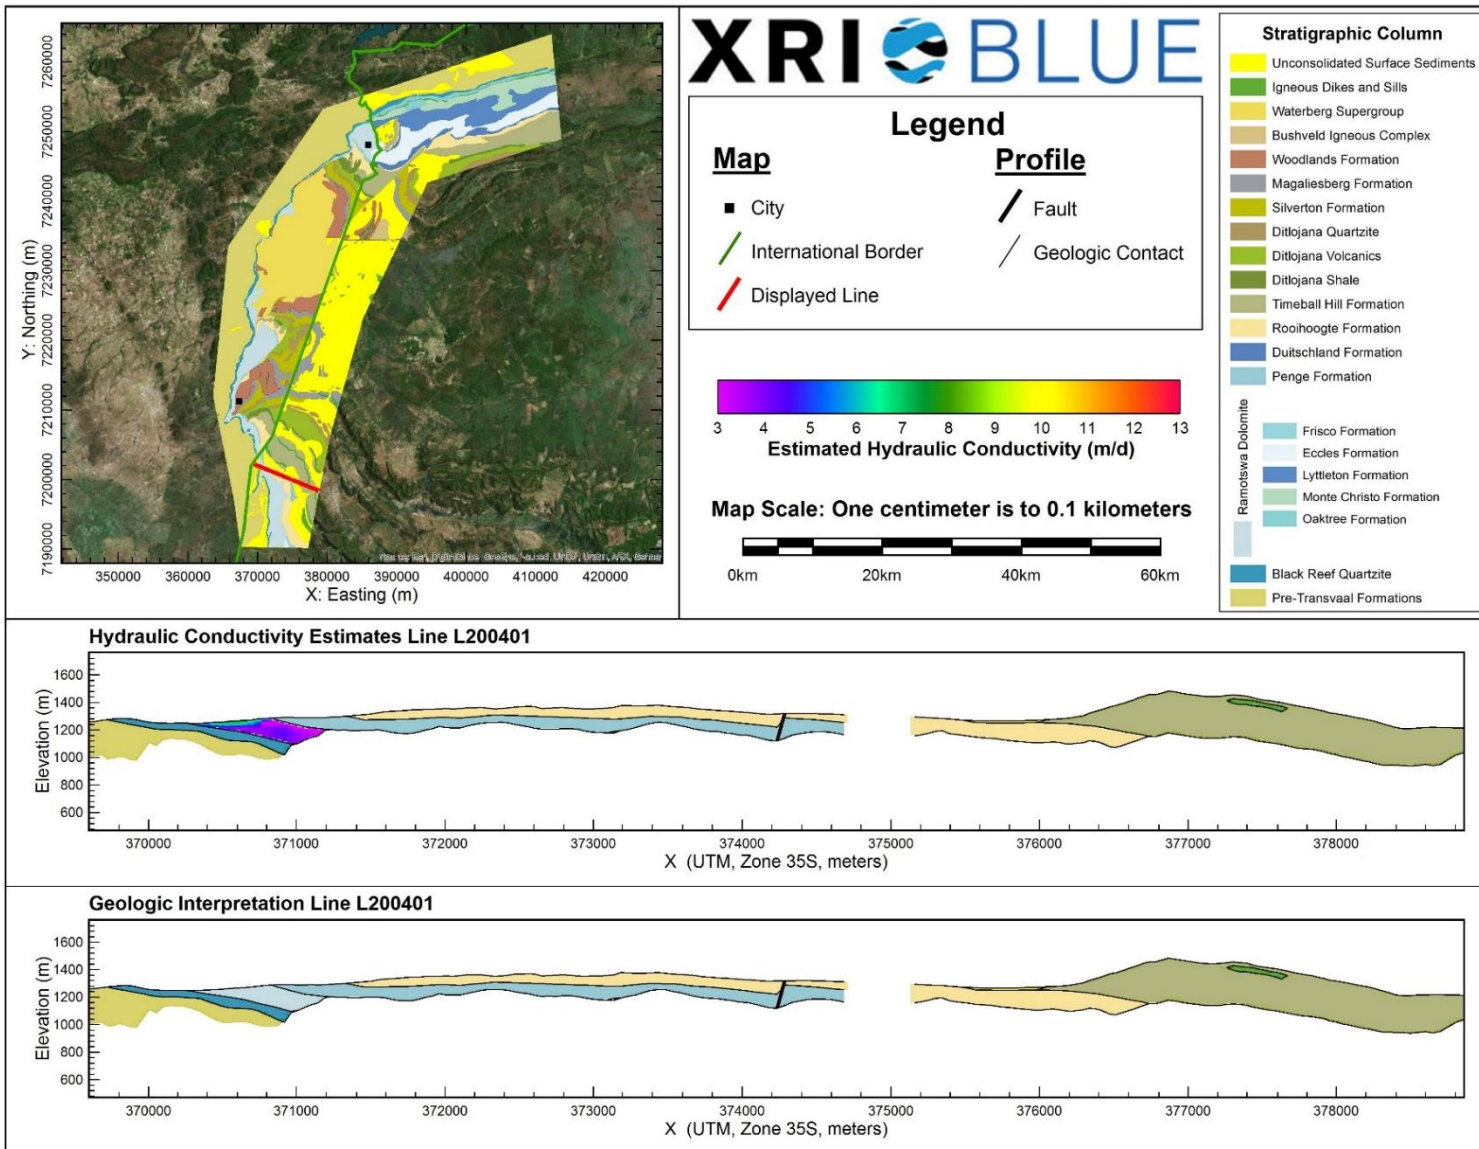 7260000
7250000
7240000
7230000
7220000
7210000
7200000
7190000
Y: Northing (m)
350000 360000 370000 380000 390000 400000 410000 420000
X: Easting (m)
XRI BLUE
Legend
Map
City
International Border
Displayed Line
Profile
Fault
Geologic Contact
3 4 5 6 7 8 9 10 11 12 13
Estimated Hydraulic Conductivity (m/d)
Map Scale: One centimeter is to 0.1 kilometers
0km 20km 40km 60km
Stratigraphic Column
Unconsolidated Surface Sediments
Igneous Dikes and Sills
Waterberg Supergroup
Bushveld Igneous Complex
Woodlands Formation
Magaliesberg Formation
Silverton Formation
Ditlojana Quartzite
Ditlojana Volcanics
Ditlojana Shale
Timeball Hill Formation
Rooihoogte Formation
Duitschland Formation
Penge Formation
Ramotswa Dolomite
Frisco Formation
Eccles Formation
Lyttleton Formation
Monte Christo Formation
Oaktree Formation
Black Reef Quartzite
Pre-Transvaal Formations
Hydraulic Conductivity Estimates Line L200401
Elevation (m)
1600
1400
1200
1000
800
600
370000 371000 372000 373000 374000 375000 376000 377000 378000
X (UTM, Zone 35S, meters)
Geologic Interpretation Line L200401
Elevation (m)
1600
1400
1200
1000
800
600
370000 371000 372000 373000 374000 375000 376000 377000 378000
X (UTM, Zone 35S, meters)